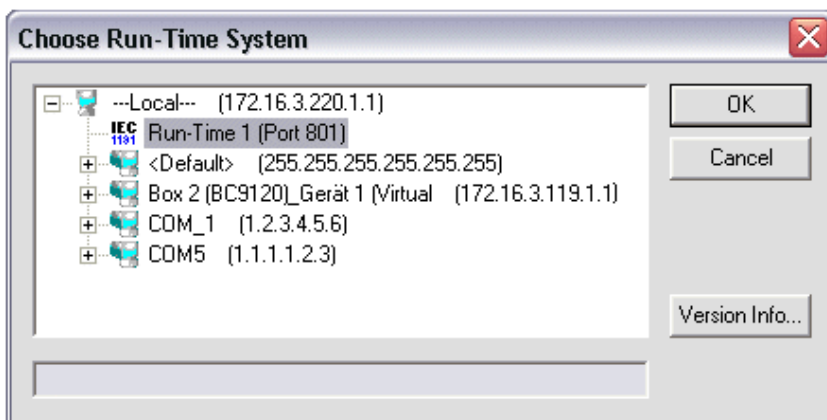 Choose Run-Time System
---Local--- (172.16.3.220.1.1)
OK
IEC
1131
Run-Time 1 (Port 801)
<Default> (255.255.255.255.255.255)
Cancel
Box 2 (BC9120)_Gerät 1 (Virtual (172.16.3.119.1.1)
COM_1 (1.2.3.4.5.6)
COM5 (1.1.1.1.2.3)
Version Info...